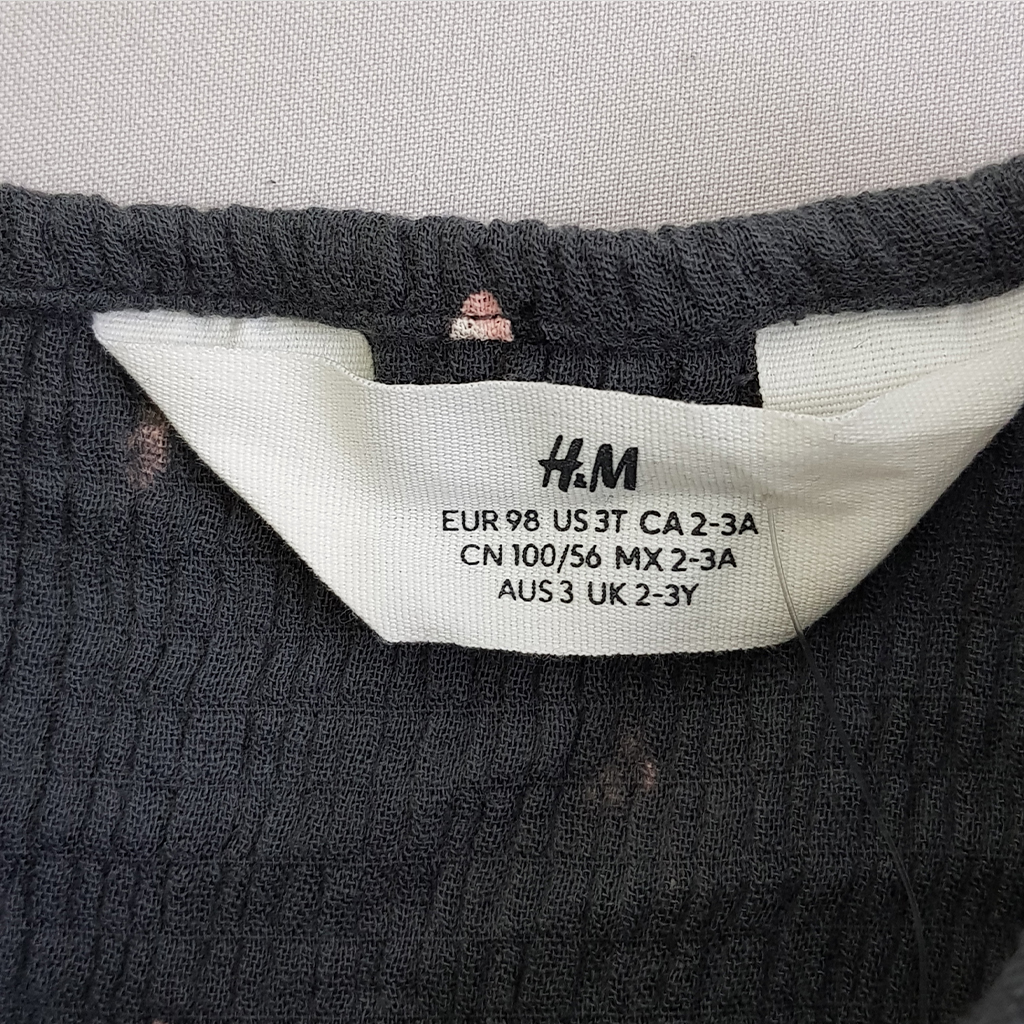 H&M
EUR 98 US 3T CA 2-3A
CN 100/56 MX 2-3A
AUS 3 UK 2-3Y